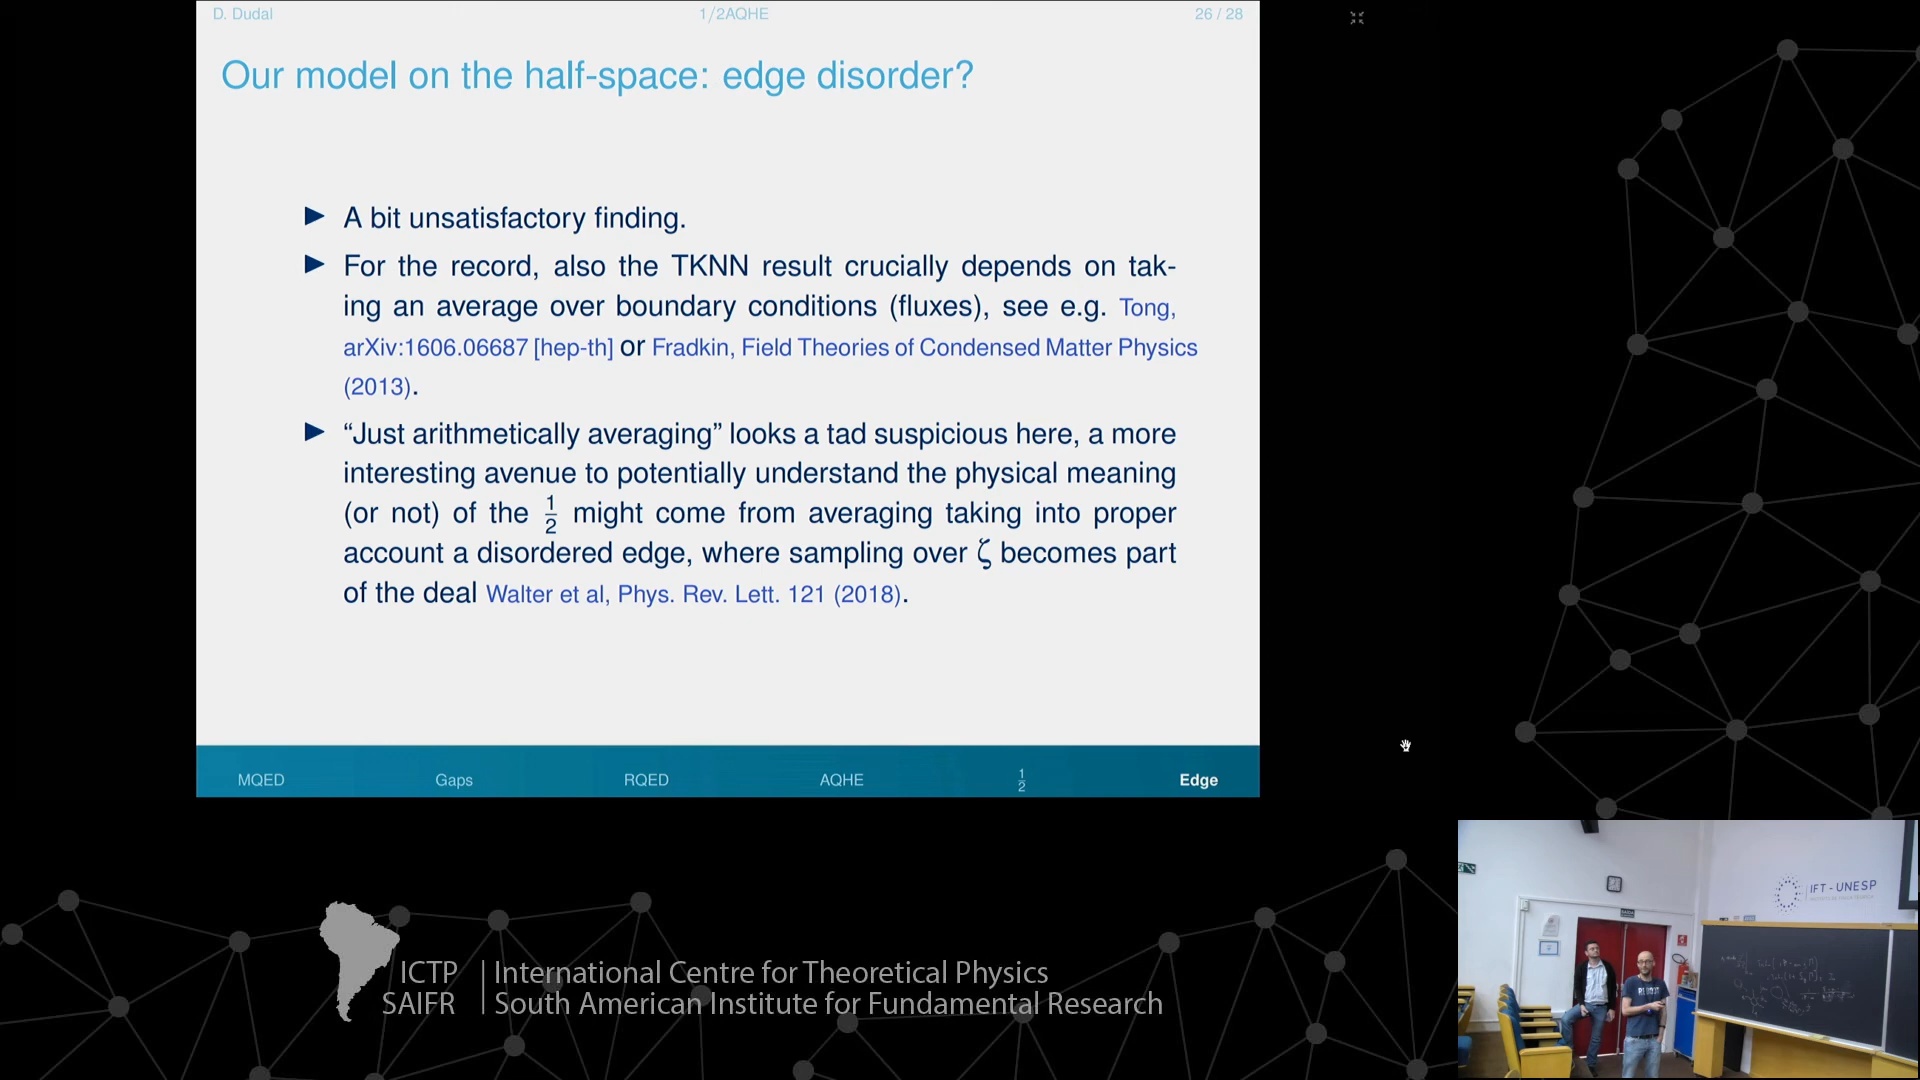 D. Dudal 1/2AQHE 26 / 28
Our model on the half-space: edge disorder?
▶ A bit unsatisfactory finding.
▶ For the record, also the TKNN result crucially depends on tak-
ing an average over boundary conditions (fluxes), see e.g. Tong,
arXiv:1606.06687 [hep-th] or Fradkin, Field Theories of Condensed Matter Physics
(2013).
▶ “Just arithmetically averaging” looks a tad suspicious here, a more
interesting avenue to potentially understand the physical meaning
(or not) of the 1/2 might come from averaging taking into proper
account a disordered edge, where sampling over ζ becomes part
of the deal Walter et al, Phys. Rev. Lett. 121 (2018).
MQED Gaps RQED AQHE 1/2 Edge
IFT - UNESP
ICTP International Centre for Theoretical Physics
SAIFR South American Institute for Fundamental Research